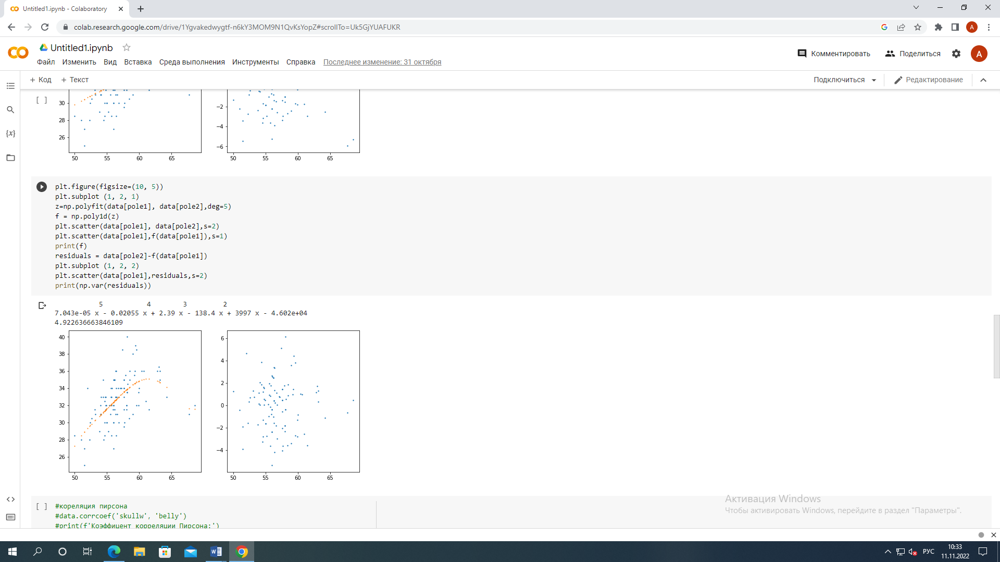 Untitled1.ipynb - Colaboratory
colab.research.google.com/drive/1Ygvakedwygtf-n6kY3MOM9N1QvKsYopZ#scrollTo=Uk5GjYUAFUKR
A
Untitled1.ipynb
Файл Изменить Вид Вставка Среда выполнения Инструменты Справка Последнее изменение: 31 октября
Комментировать Поделиться A
+ Код + Текст
Подключиться Редактирование
[ ]
30
28
26
50 55 60 65
−2
−4
−6
50 55 60 65
{x}
plt.figure(figsize=(10, 5))
plt.subplot (1, 2, 1)
z=np.polyfit(data[pole1], data[pole2],deg=5)
f = np.poly1d(z)
plt.scatter(data[pole1], data[pole2],s=2)
plt.scatter(data[pole1],f(data[pole1]),s=1)
print(f)
residuals = data[pole2]-f(data[pole1])
plt.subplot (1, 2, 2)
plt.scatter(data[pole1],residuals,s=2)
print(np.var(residuals))
5 4 3 2
7.043e-05 x - 0.02055 x + 2.39 x - 138.4 x + 3997 x - 4.602e+04
4.922636663846109
40
38
36
34
32
30
28
26
50 55 60 65
6
4
2
0
−2
−4
50 55 60 65
[ ]
#кореляция пирсона
#data.corrcoef('skullw', 'belly')
#print(f'Коэффицент корреляции Пирсона:')
Активация Windows
Чтобы активировать Windows, перейдите в раздел "Параметры".
РУС
10:33
11.11.2022